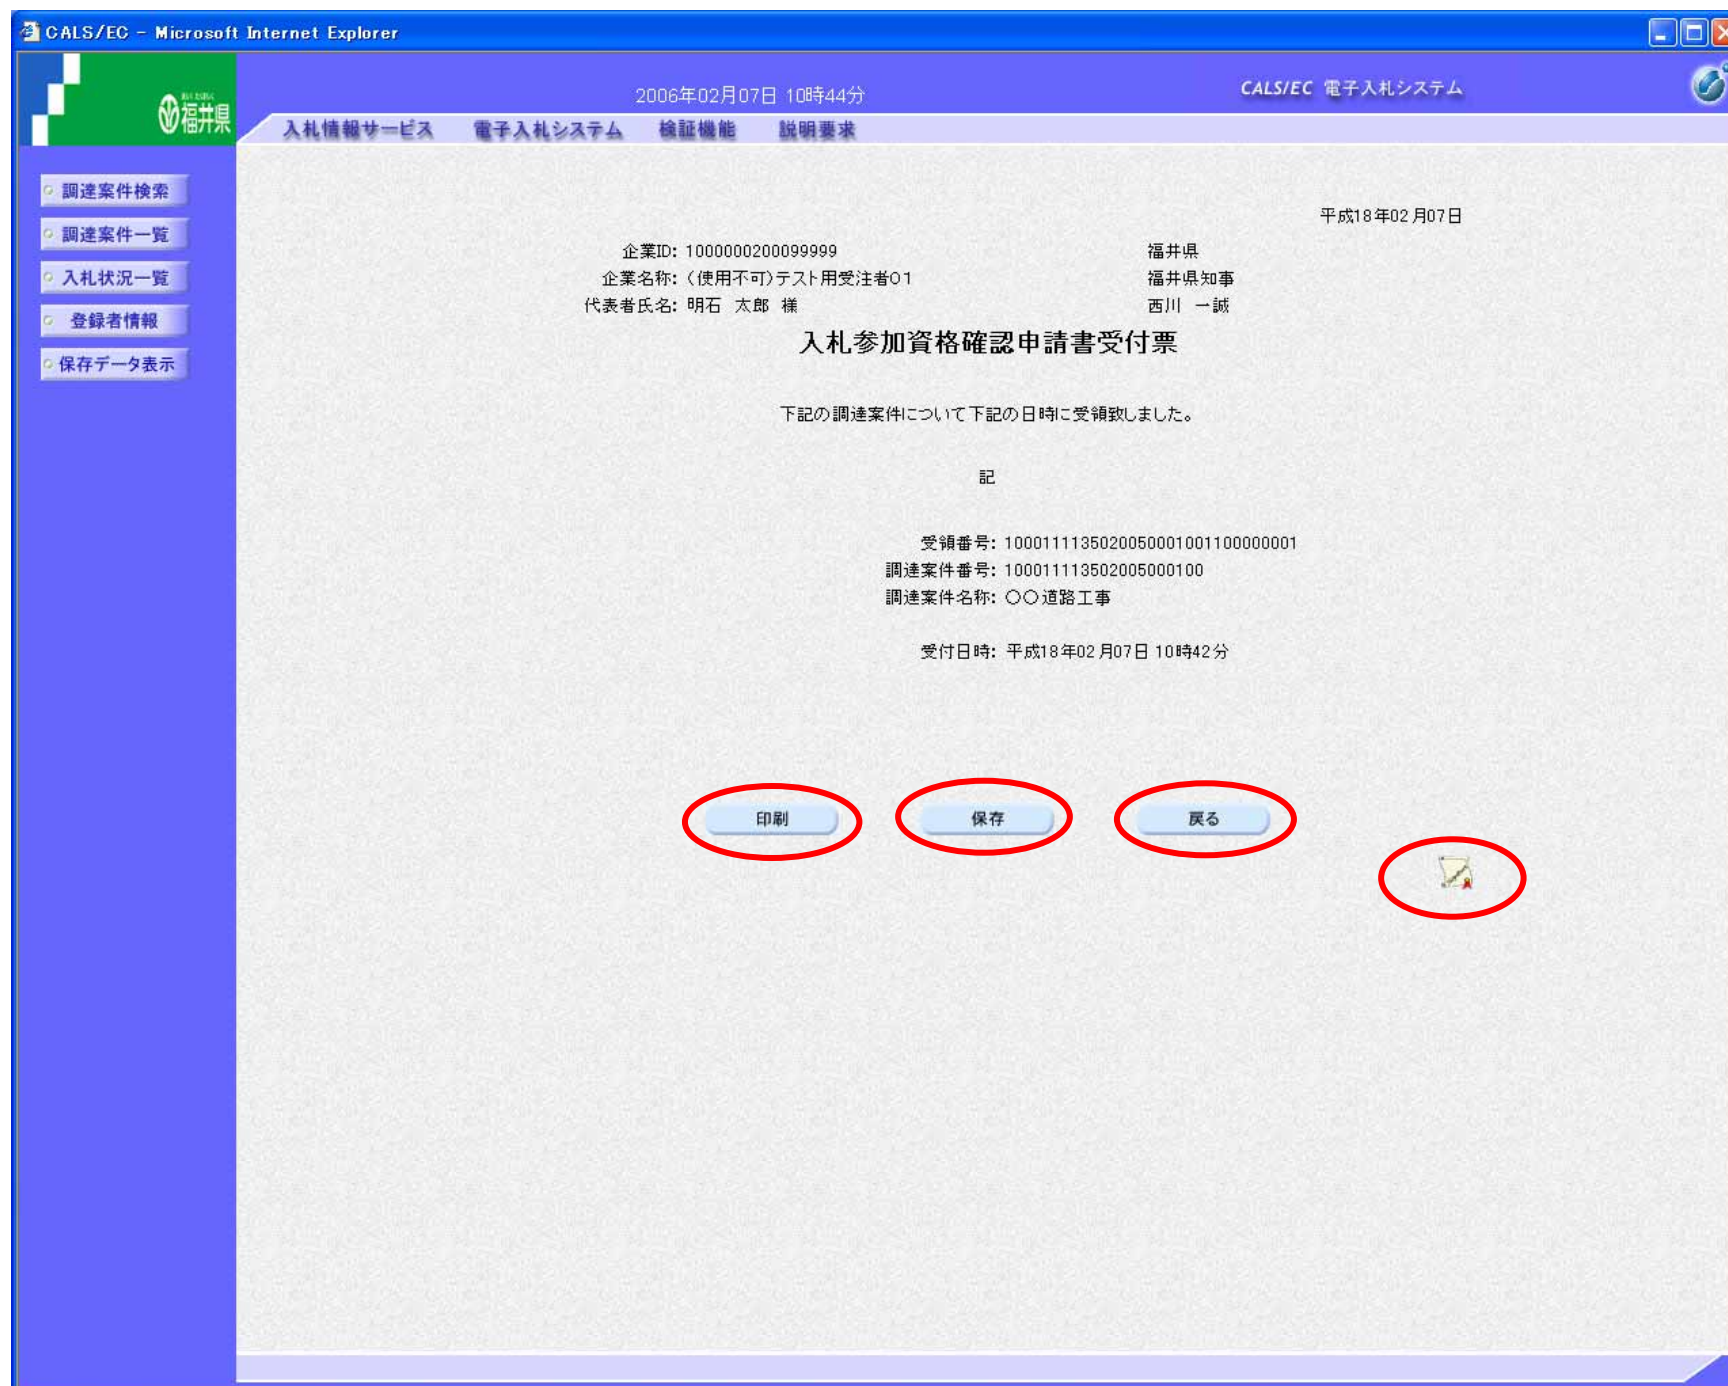 CALS/EC - Microsoft Internet Explorer
福井県
2006年02月07日 10時44分
CALS/EC 電子入札システム
入札情報サービス 電子入札システム 検証機能 説明要求
調達案件検索
調達案件一覧
入札状況一覧
登録者情報
保存データ表示
平成18年02月07日
企業ID: 1000000200099999 福井県
企業名称: (使用不可)テスト用受注者01 福井県知事
代表者氏名: 明石 太郎 様 西川 一誠
入札参加資格確認申請書受付票
下記の調達案件について下記の日時に受領致しました。
記
受領番号: 1000111135020050001001100000001
調達案件番号: 100011113502005000100
調達案件名称: 〇〇道路工事
受付日時: 平成18年02月07日 10時42分
印刷 保存 戻る